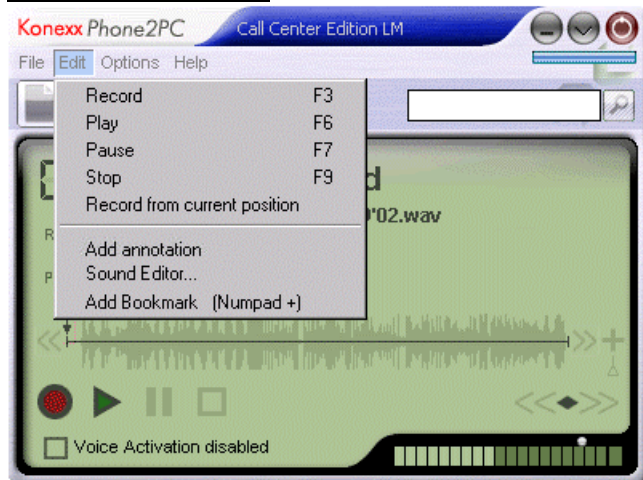 Konexx Phone2PC Call Center Edition LM
File Edit Options Help
Record F3
Play F6
Pause F7
Stop F9
Record from current position
Add annotation
Sound Editor...
Add Bookmark (Numpad +)
d
'02.wav
R
P
Voice Activation disabled